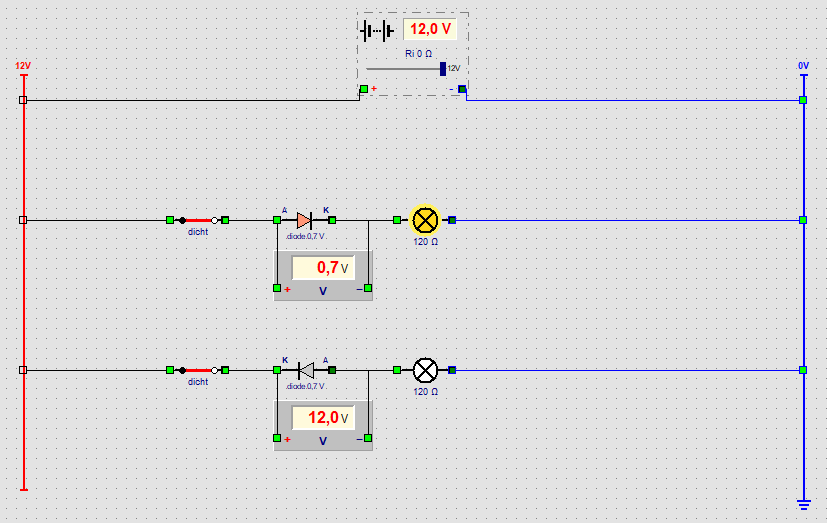 12,0 V
Ri 0 Ω
12V
+ -
12V
0V
A K
dicht
diode.0,7 V
120 Ω
0,7 V
+ V −
K A
dicht
diode.0,7 V
120 Ω
12,0 V
+ V −